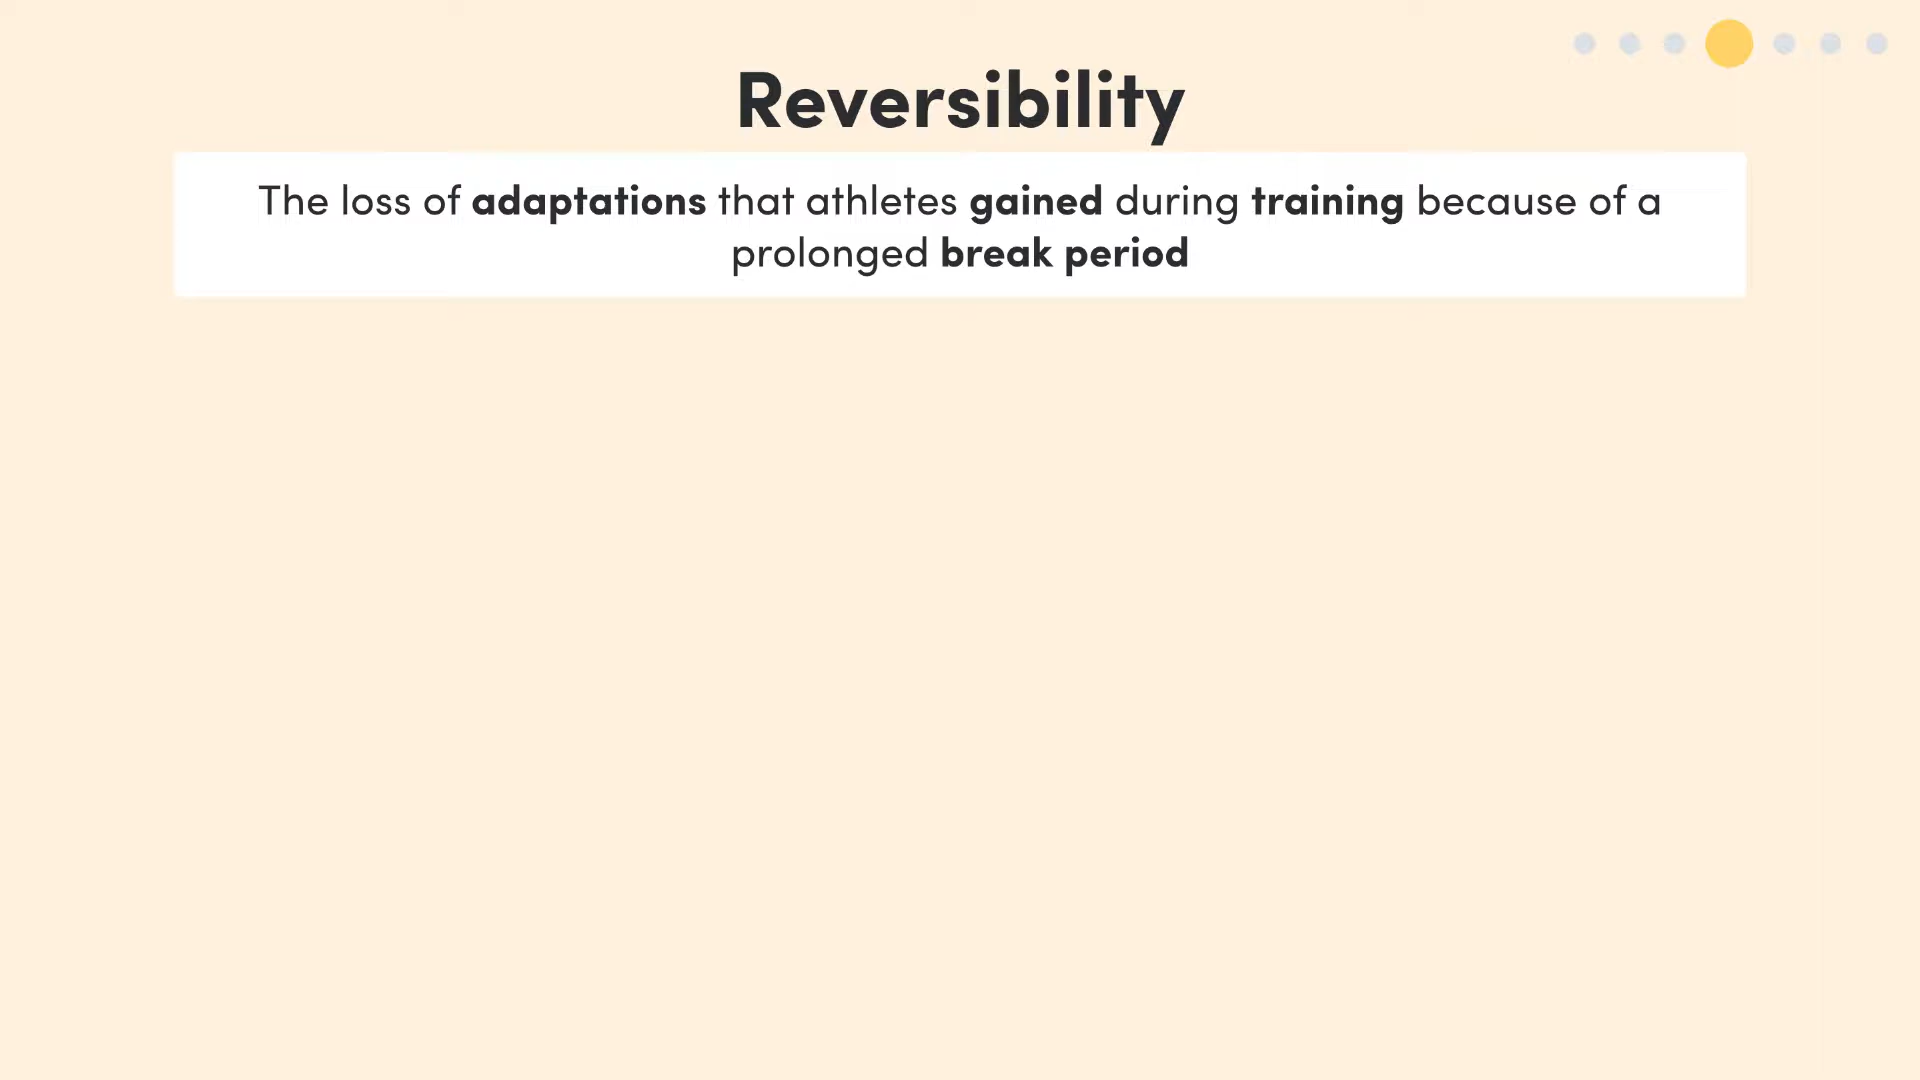 Reversibility
The loss of adaptations that athletes gained during training because of a
prolonged break period